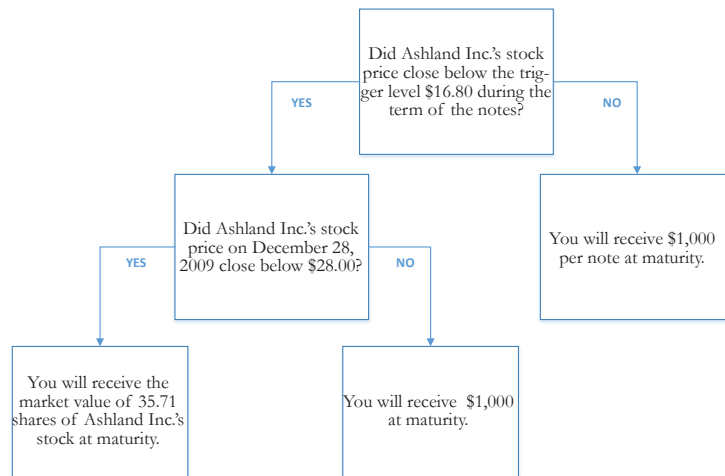 Did Ashland Inc.'s stock
price close below the trig-
ger level $16.80 during the
term of the notes?
YES
NO
Did Ashland Inc.'s stock
price on December 28,
2009 close below $28.00?
You will receive $1,000
per note at maturity.
YES
NO
You will receive the
market value of 35.71
shares of Ashland Inc.'s
stock at maturity.
You will receive $1,000
at maturity.